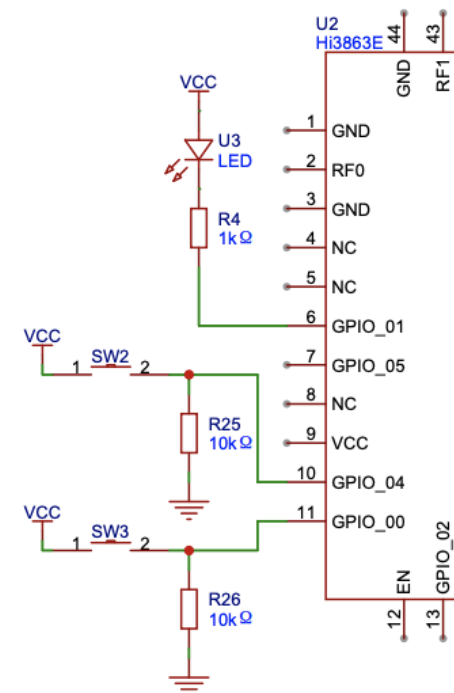 U2
Hi3863E
44
43
GND
RF1
VCC
U3
LED
R4
1kΩ
1 GND
2 RF0
3 GND
4 NC
5 NC
6 GPIO_01
7 GPIO_05
8 NC
9 VCC
10 GPIO_04
11 GPIO_00
VCC
1 SW2 2
R25
10kΩ
VCC
1 SW3 2
R26
10kΩ
EN
GPIO_02
12
13